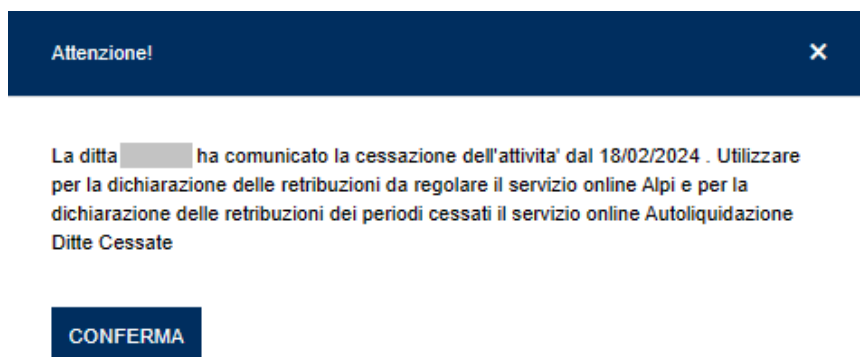 Attenzione!
La ditta ha comunicato la cessazione dell'attivita' dal 18/02/2024 . Utilizzare
per la dichiarazione delle retribuzioni da regolare il servizio online Alpi e per la
dichiarazione delle retribuzioni dei periodi cessati il servizio online Autoliquidazione
Ditte Cessate
CONFERMA